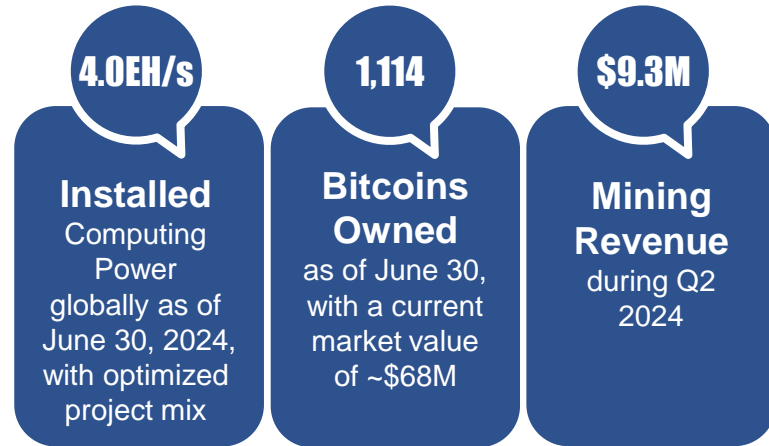 4.0EH/s
Installed
Computing
Power
globally as of
June 30, 2024,
with optimized
project mix
1,114
Bitcoins
Owned
as of June 30,
with a current
market value
of ~$68M
$9.3M
Mining
Revenue
during Q2
2024